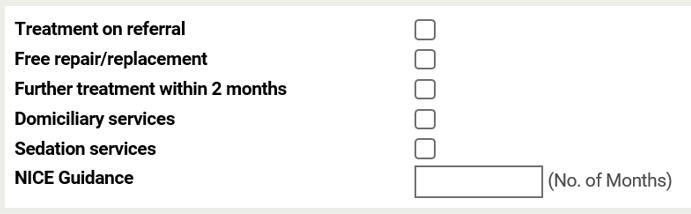 Treatment on referral
Free repair/replacement
Further treatment within 2 months
Domiciliary services
Sedation services
NICE Guidance (No. of Months)